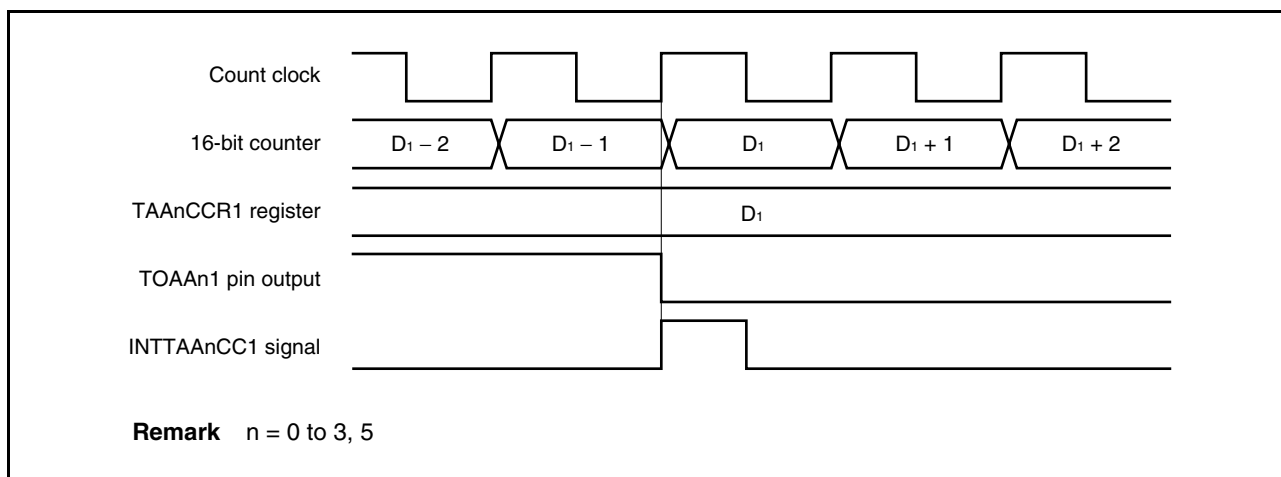 Count clock
16-bit counter
D₁ − 2
D₁ − 1
D₁
D₁ + 1
D₁ + 2
TAAnCCR1 register
D₁
TOAAn1 pin output
INTTAAnCC1 signal
Remark n = 0 to 3, 5